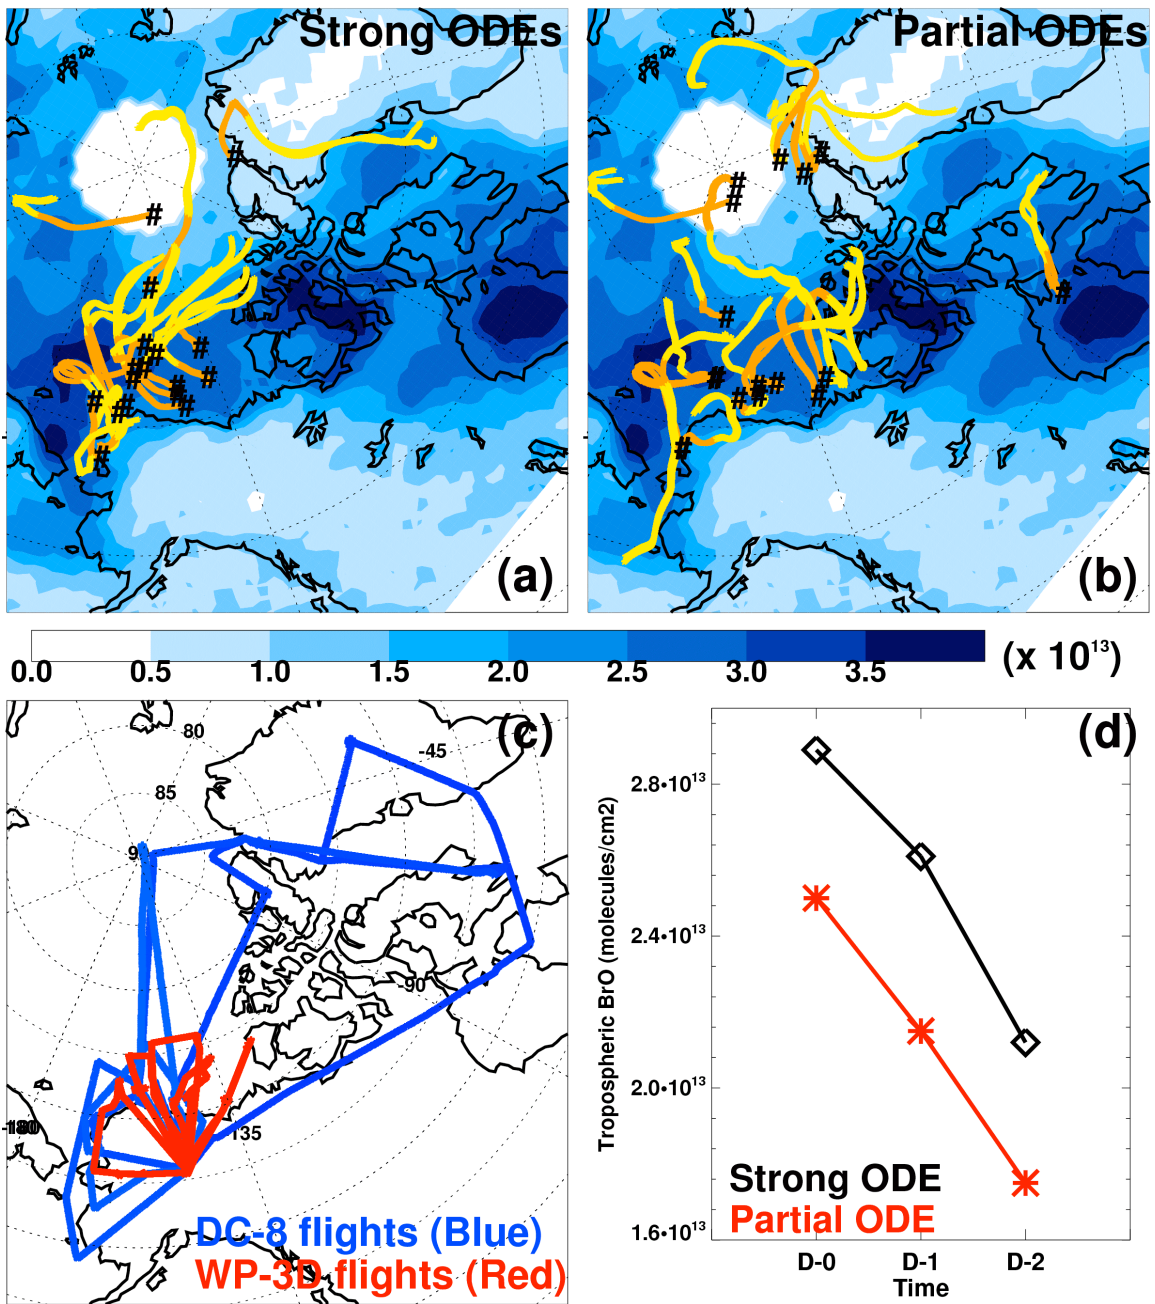 Strong ODEs
Partial ODEs
(a)
(b)
0.0 0.5 1.0 1.5 2.0 2.5 3.0 3.5 (x 10¹³)
(c)
80
-45
85
9
-90
135
-180
DC-8 flights (Blue)
WP-3D flights (Red)
(d)
Tropospheric BrO (molecules/cm2)
2.8•10¹³
2.4•10¹³
2.0•10¹³
1.6•10¹³
Strong ODE
Partial ODE
D-0 D-1 D-2
Time